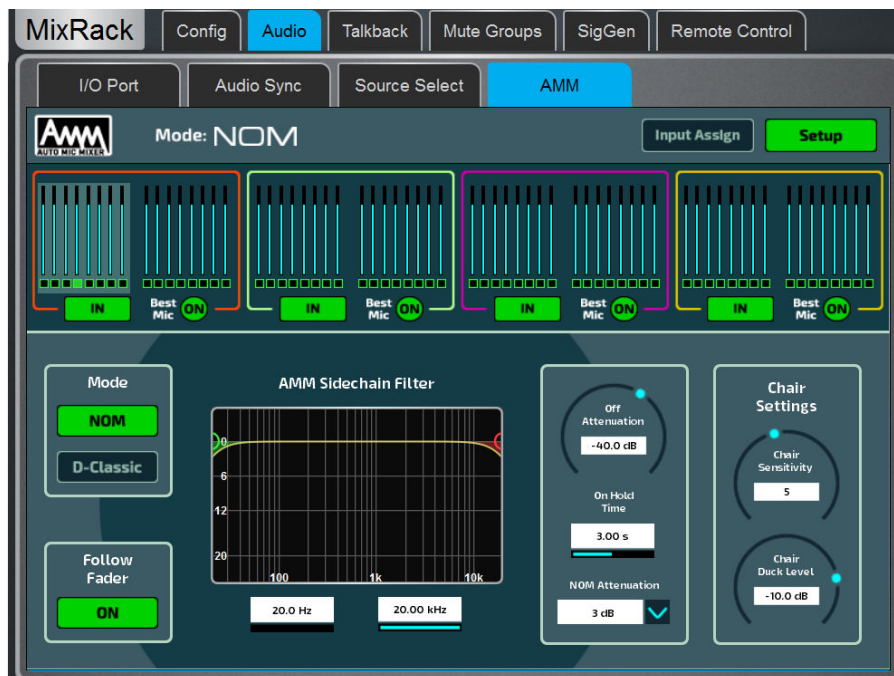 MixRack Config Audio Talkback Mute Groups SigGen Remote Control
I/O Port Audio Sync Source Select AMM
AMM
AUTO MIC MIXER
Mode: NOM
Input Assign Setup
IN Best Mic ON IN Best Mic ON IN Best Mic ON IN Best Mic ON
Mode
NOM
D-Classic
Follow
Fader
ON
AMM Sidechain Filter
0
6
12
20
100 1k 10k
20.0 Hz 20.00 kHz
Off
Attenuation
-40.0 dB
On Hold
Time
3.00 s
NOM Attenuation
3 dB
Chair
Settings
Chair
Sensitivity
5
Chair
Duck Level
-10.0 dB